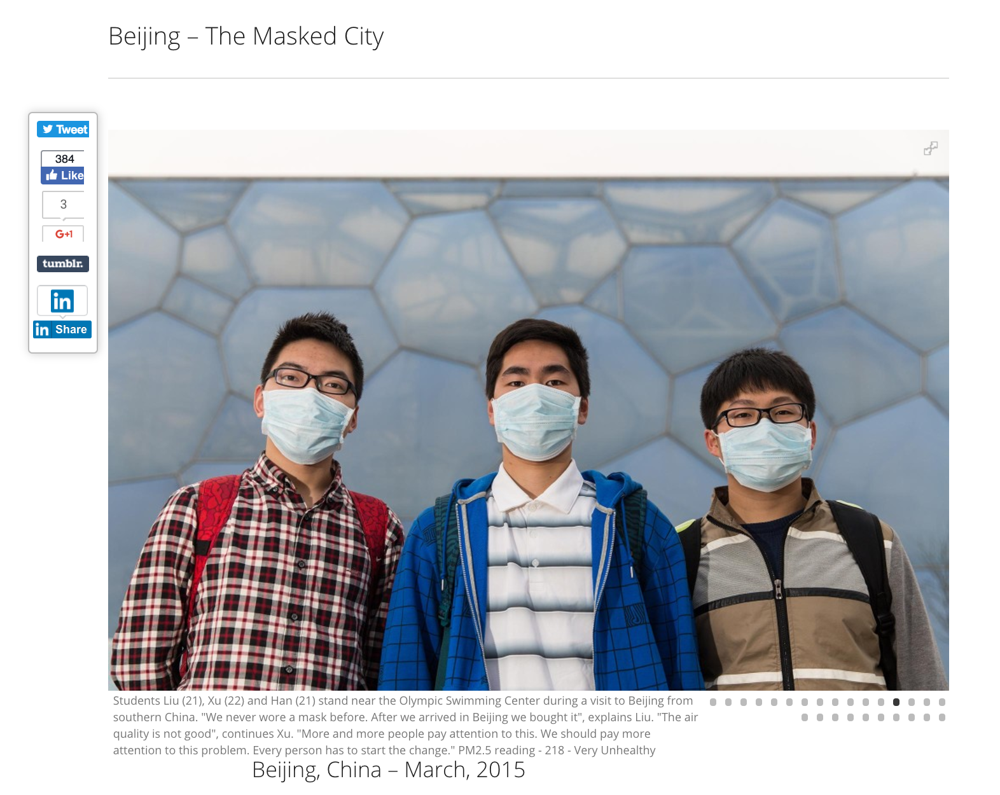 Beijing – The Masked City
Tweet
384
Like
3
G+1
tumblr.
in
in Share
Students Liu (21), Xu (22) and Han (21) stand near the Olympic Swimming Center during a visit to Beijing from
southern China. "We never wore a mask before. After we arrived in Beijing we bought it", explains Liu. "The air
quality is not good", continues Xu. "More and more people pay attention to this. We should pay more
attention to this problem. Every person has to start the change." PM2.5 reading - 218 - Very Unhealthy
Beijing, China – March, 2015